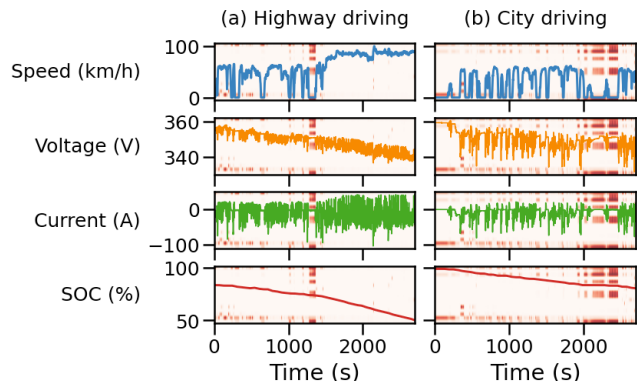 (a) Highway driving (b) City driving
Speed (km/h) 100 0
Voltage (V) 360 340
Current (A) 0 −100
SOC (%) 100 50
0 1000 2000 0 1000 2000
Time (s) Time (s)